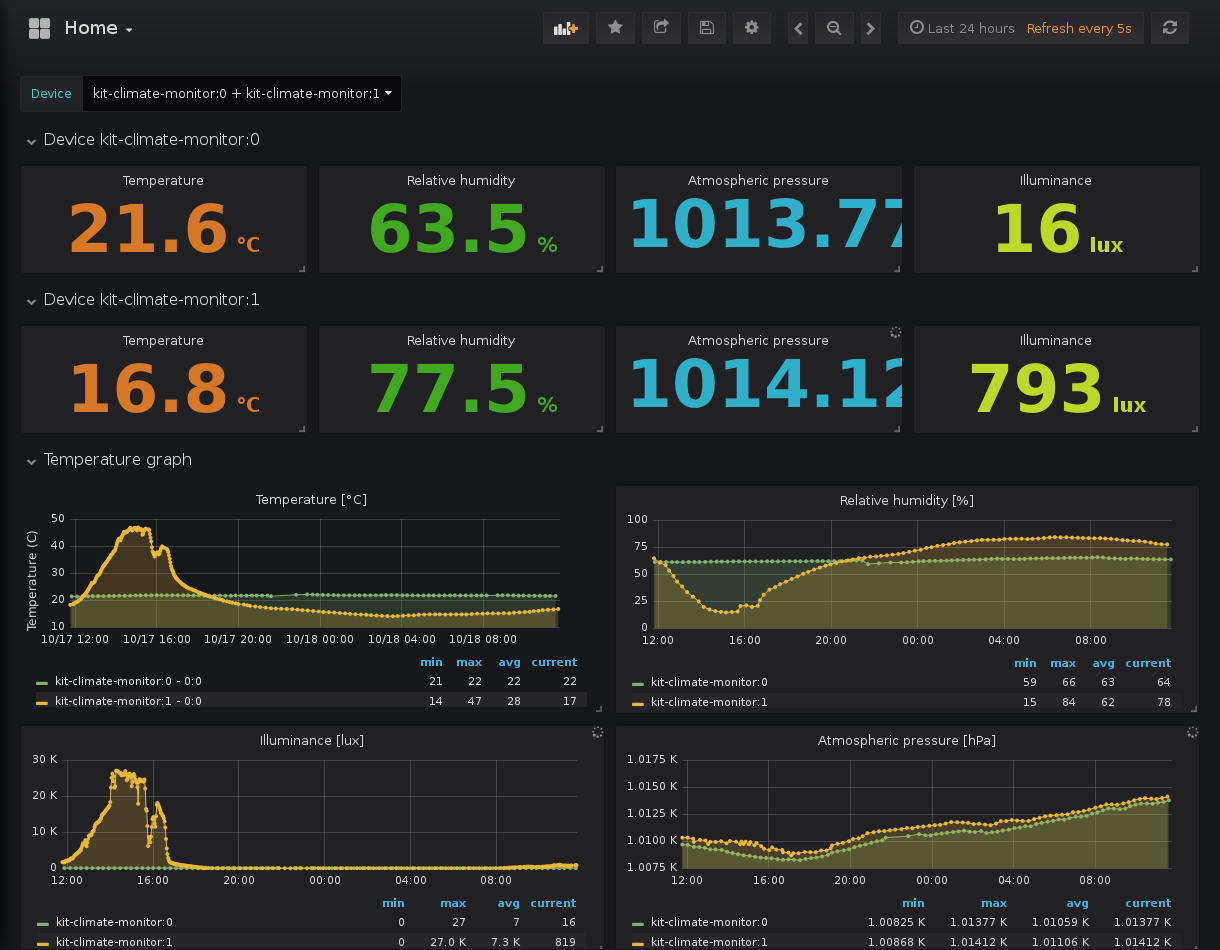 Home
Last 24 hours Refresh every 5s
Device kit-climate-monitor:0 + kit-climate-monitor:1
Device kit-climate-monitor:0
Temperature Relative humidity Atmospheric pressure Illuminance
21.6 °C 63.5 % 1013.77 16 lux
Device kit-climate-monitor:1
Temperature Relative humidity Atmospheric pressure Illuminance
16.8 °C 77.5 % 1014.12 793 lux
Temperature graph
Temperature [°C]
Temperature (C)
50
40
30
20
10
10/17 12:00 10/17 16:00 10/17 20:00 10/18 00:00 10/18 04:00 10/18 08:00
min max avg current
kit-climate-monitor:0 - 0:0 21 22 22 22
kit-climate-monitor:1 - 0:0 14 47 28 17
Relative humidity [%]
100
75
50
25
0
12:00 16:00 20:00 00:00 04:00 08:00
min max avg current
kit-climate-monitor:0 59 66 63 64
kit-climate-monitor:1 15 84 62 78
Illuminance [lux]
30 K
20 K
10 K
0
12:00 16:00 20:00 00:00 04:00 08:00
min max avg current
kit-climate-monitor:0 0 27 7 16
kit-climate-monitor:1 0 27.0 K 7.3 K 819
Atmospheric pressure [hPa]
1.0175 K
1.0150 K
1.0125 K
1.0100 K
1.0075 K
12:00 16:00 20:00 00:00 04:00 08:00
min max avg current
kit-climate-monitor:0 1.00825 K 1.01377 K 1.01059 K 1.01377 K
kit-climate-monitor:1 1.00868 K 1.01412 K 1.01106 K 1.01412 K